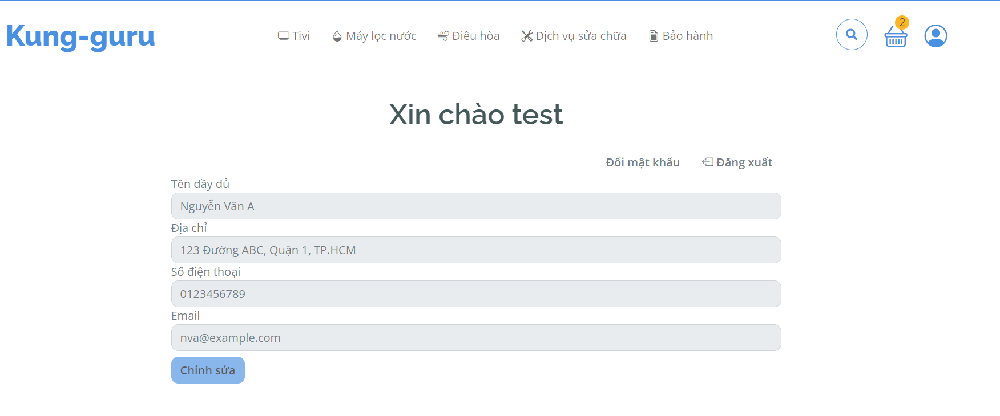 Kung-guru
Tivi
Máy lọc nước
Điều hòa
Dịch vụ sửa chữa
Bảo hành
2
Xin chào test
Đổi mật khẩu
Đăng xuất
Tên đầy đủ
Nguyễn Văn A
Địa chỉ
123 Đường ABC, Quận 1, TP.HCM
Số điện thoại
0123456789
Email
nva@example.com
Chỉnh sửa